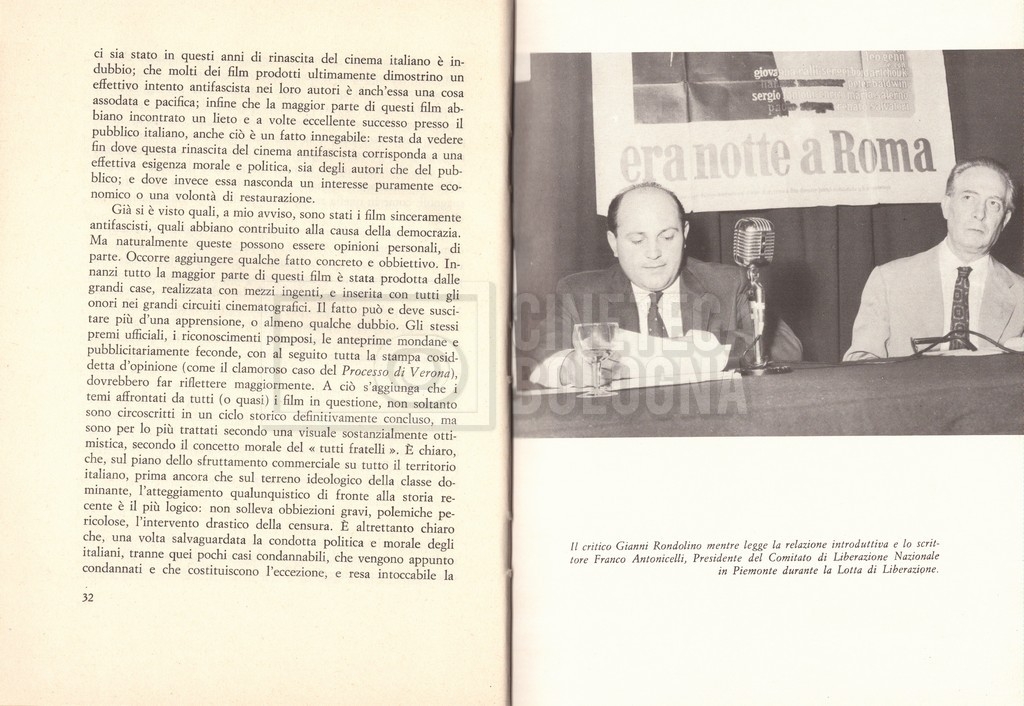 ci sia stato in questi anni di rinascita del cinema italiano è in-
dubbio; che molti dei film prodotti ultimamente dimostrino un
effettivo intento antifascista nei loro autori è anch'essa una cosa
assodata e pacifica; infine che la maggior parte di questi film ab-
biano incontrato un lieto e a volte eccellente successo presso il
pubblico italiano, anche ciò è un fatto innegabile: resta da vedere
fin dove questa rinascita del cinema antifascista corrisponda a una
effettiva esigenza morale e politica, sia degli autori che del pub-
blico; e dove invece essa nasconda un interesse puramente eco-
nomico o una volontà di restaurazione.
Già si è visto quali, a mio avviso, sono stati i film sinceramente
antifascisti, quali abbiano contribuito alla causa della democrazia.
Ma naturalmente queste possono essere opinioni personali, di
parte. Occorre aggiungere qualche fatto concreto e obbiettivo. In-
nanzi tutto la maggior parte di questi film è stata prodotta dalle
grandi case, realizzata con mezzi ingenti, e inserita con tutti gli
onori nei grandi circuiti cinematografici. Il fatto può e deve susci-
tare più d'una apprensione, o almeno qualche dubbio. Gli stessi
premi ufficiali, i riconoscimenti pomposi, le anteprime mondane e
pubblicitariamente feconde, con al seguito tutta la stampa cosid-
detta d'opinione (come il clamoroso caso del Processo di Verona),
dovrebbero far riflettere maggiormente. A ciò s'aggiunga che i
temi affrontati da tutti (o quasi) i film in questione, non soltanto
sono circoscritti in un ciclo storico definitivamente concluso, ma
sono per lo più trattati secondo una visuale sostanzialmente otti-
mistica, secondo il concetto morale del « tutti fratelli ». È chiaro,
che, sul piano dello sfruttamento commerciale su tutto il territorio
italiano, prima ancora che sul terreno ideologico della classe do-
minante, l'atteggiamento qualunquistico di fronte alla storia re-
cente è il più logico: non solleva obbiezioni gravi, polemiche pe-
ricolose, l'intervento drastico della censura. È altrettanto chiaro
che, una volta salvaguardata la condotta politica e morale degli
italiani, tranne quei pochi casi condannabili, che vengono appunto
condannati e che costituiscono l'eccezione, e resa intoccabile la
32
leo genn
giova
sergio
era notte a Roma
CINETECA
BOLOGNA
Il critico Gianni Rondolino mentre legge la relazione introduttiva e lo scrit-
tore Franco Antonicelli, Presidente del Comitato di Liberazione Nazionale
in Piemonte durante la Lotta di Liberazione.